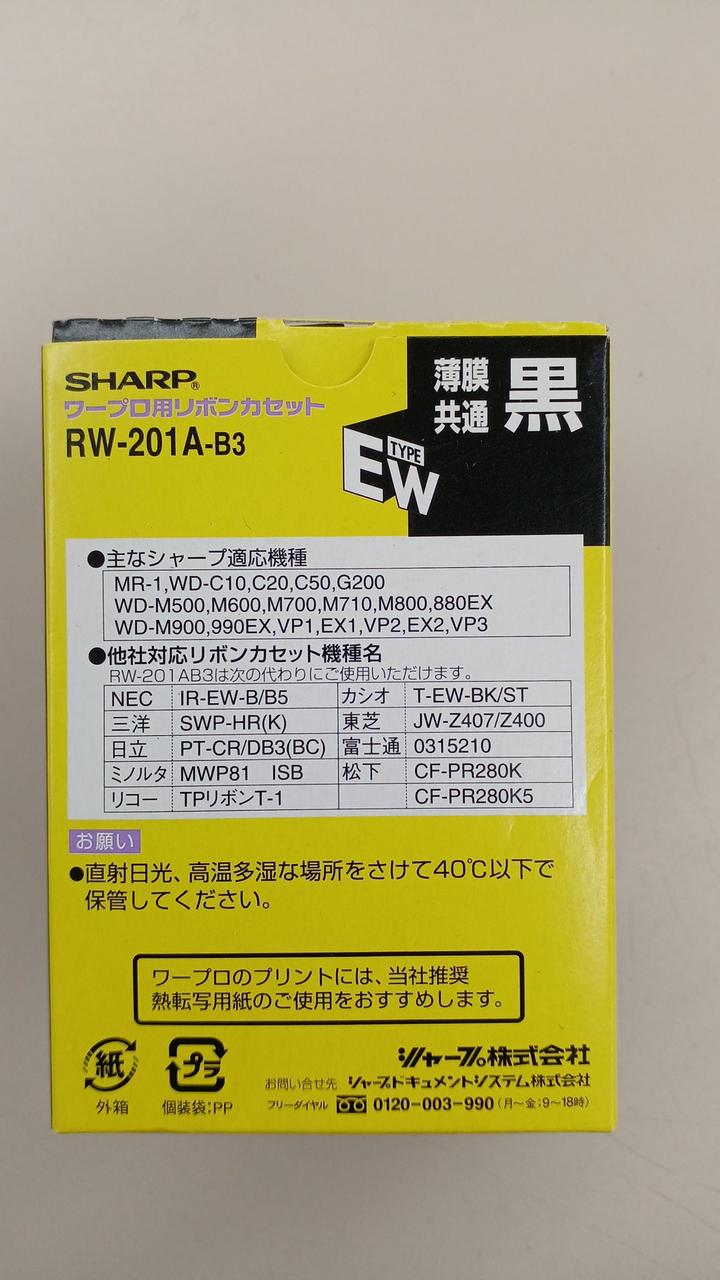 SHARP®
ワープロ用リボンカセット
RW-201A-B3
薄膜
共通
黒
TYPE
EW
●主なシャープ適応機種
MR-1,WD-C10,C20,C50,G200
WD-M500,M600,M700,M710,M800,880EX
WD-M900,990EX,VP1,EX1,VP2,EX2,VP3
●他社対応リボンカセット機種名
RW-201AB3は次の代わりにご使用いただけます。
NEC IR-EW-B/B5 カシオ T-EW-BK/ST
三洋 SWP-HR(K) 東芝 JW-Z407/Z400
日立 PT-CR/DB3(BC) 富士通 0315210
ミノルタ MWP81 ISB 松下 CF-PR280K
リコー TPリボンT-1 CF-PR280K5
お願い
●直射日光、高温多湿な場所をさけて40℃以下で
保管してください。
ワープロのプリントには、当社推奨
熱転写用紙のご使用をおすすめします。
紙 プラ
外箱 個装袋:PP
シャープ株式会社
お問い合せ先 シャープドキュメントシステム株式会社
フリーダイヤル 0120-003-990(月～金:9～18時)